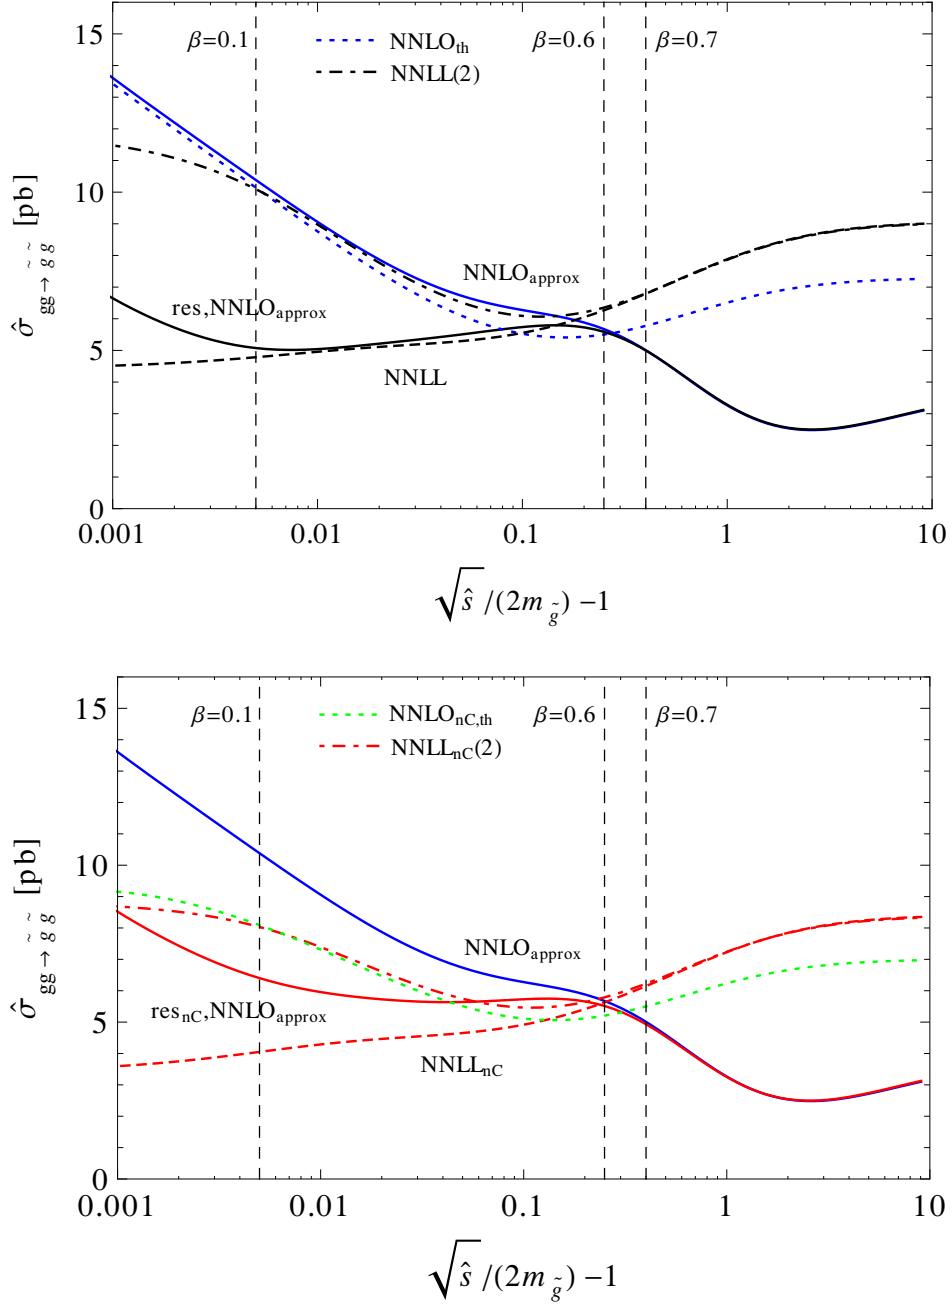 15
β=0.1
NNLO_th
NNLL(2)
β=0.6
β=0.7
10
NNLO_approx
res,NNLO_approx
5
NNLL
0
0.001
0.01
0.1
1
10
σ̂ gg→g̃g̃ [pb]
√ŝ/(2m_g̃)−1
15
β=0.1
NNLO_nC,th
NNLL_nC(2)
β=0.6
β=0.7
10
NNLO_approx
res_nC,NNLO_approx
5
NNLL_nC
0
0.001
0.01
0.1
1
10
σ̂ gg→g̃g̃ [pb]
√ŝ/(2m_g̃)−1